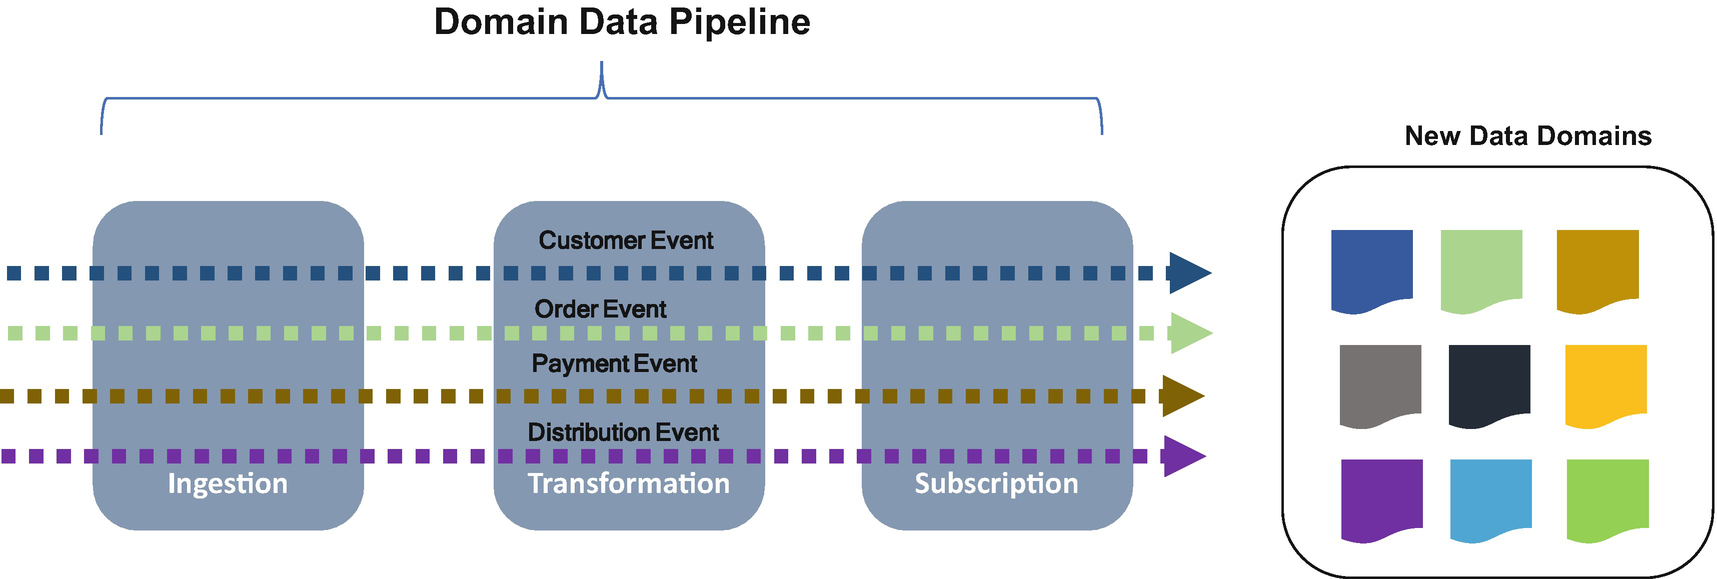 Domain Data Pipeline
New Data Domains
Customer Event
Order Event
Payment Event
Distribution Event
Ingestion
Transformation
Subscription